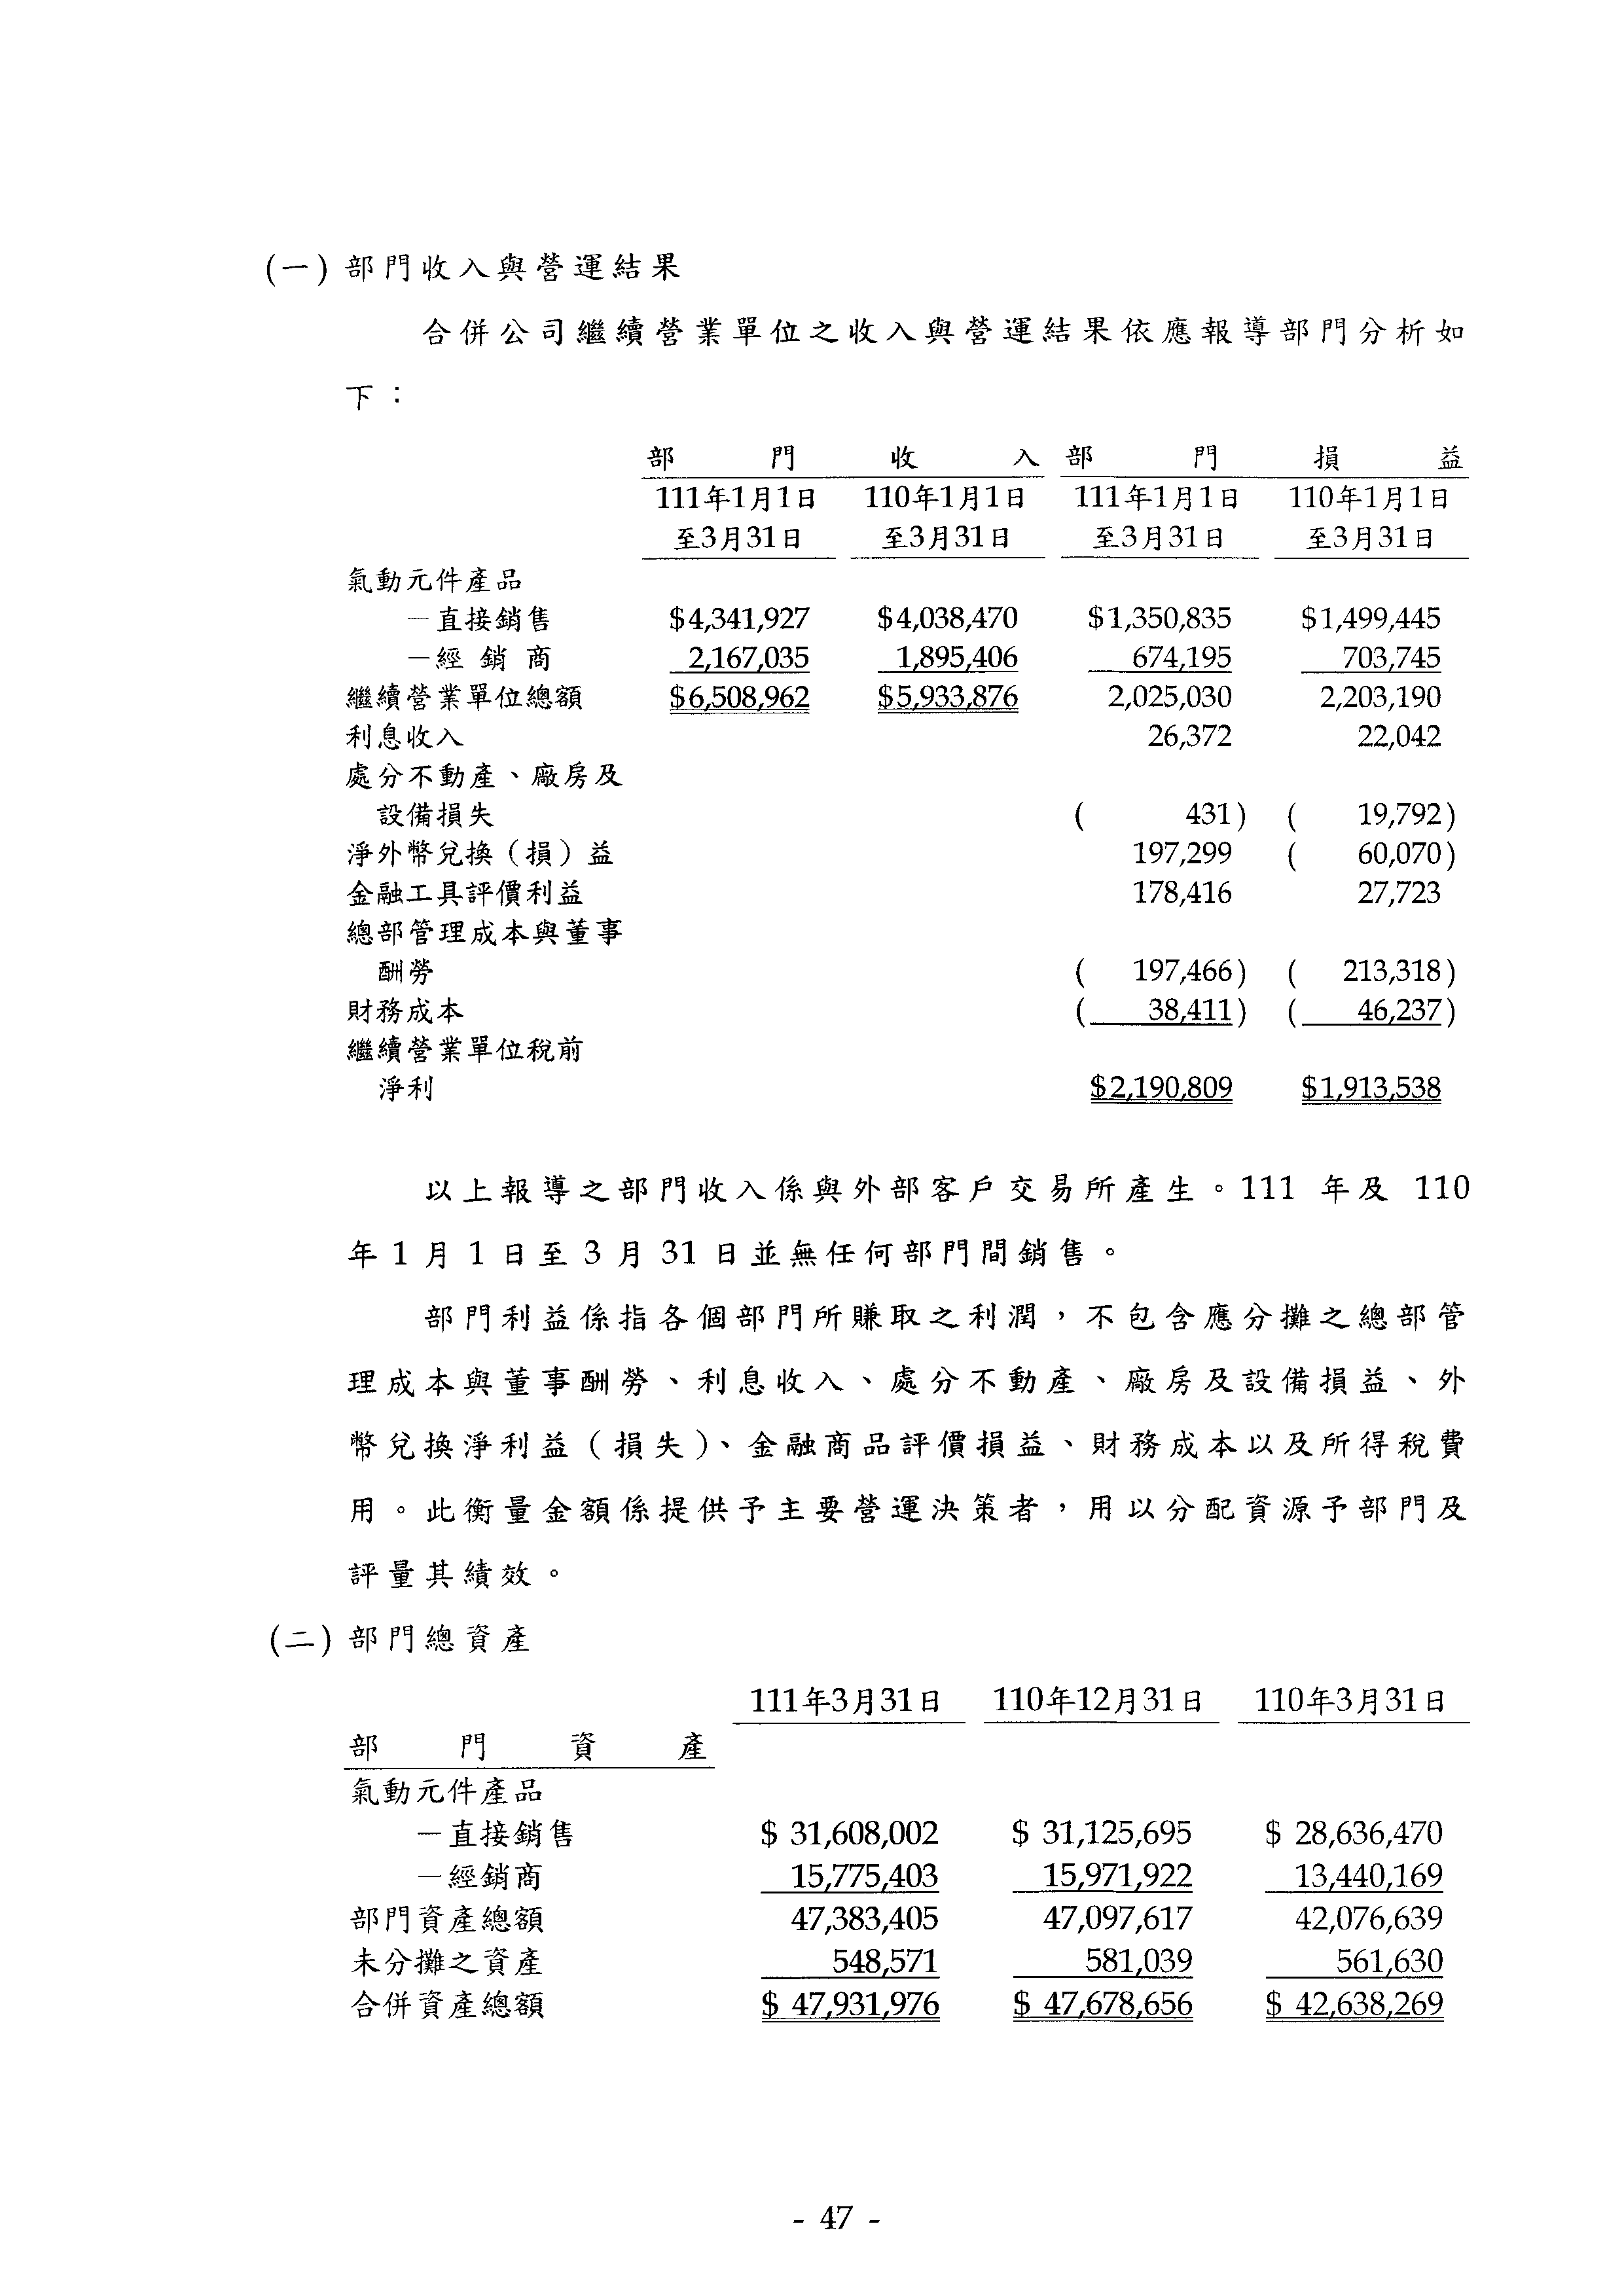 (一) 部門收入與營運結果
合併公司繼續營業單位之收入與營運結果依應報導部門分析如
下：
部門收入 部門損益
111年1月1日 110年1月1日 111年1月1日 110年1月1日
至3月31日 至3月31日 至3月31日 至3月31日
氣動元件產品
－直接銷售 $4,341,927 $4,038,470 $1,350,835 $1,499,445
－經銷商 2,167,035 1,895,406 674,195 703,745
繼續營業單位總額 $6,508,962 $5,933,876 2,025,030 2,203,190
利息收入 26,372 22,042
處分不動產、廠房及
設備損失 ( 431) ( 19,792)
淨外幣兌換（損）益 197,299 ( 60,070)
金融工具評價利益 178,416 27,723
總部管理成本與董事
酬勞 ( 197,466) ( 213,318)
財務成本 ( 38,411) ( 46,237)
繼續營業單位稅前
淨利 $2,190,809 $1,913,538
以上報導之部門收入係與外部客戶交易所產生。111 年及 110
年 1 月 1 日至 3 月 31 日並無任何部門間銷售。
部門利益係指各個部門所賺取之利潤，不包含應分攤之總部管
理成本與董事酬勞、利息收入、處分不動產、廠房及設備損益、外
幣兌換淨利益（損失）、金融商品評價損益、財務成本以及所得稅費
用。此衡量金額係提供予主要營運決策者，用以分配資源予部門及
評量其績效。
(二) 部門總資產
111年3月31日 110年12月31日 110年3月31日
部門資產
氣動元件產品
－直接銷售 $ 31,608,002 $ 31,125,695 $ 28,636,470
－經銷商 15,775,403 15,971,922 13,440,169
部門資產總額 47,383,405 47,097,617 42,076,639
未分攤之資產 548,571 581,039 561,630
合併資產總額 $ 47,931,976 $ 47,678,656 $ 42,638,269
- 47 -